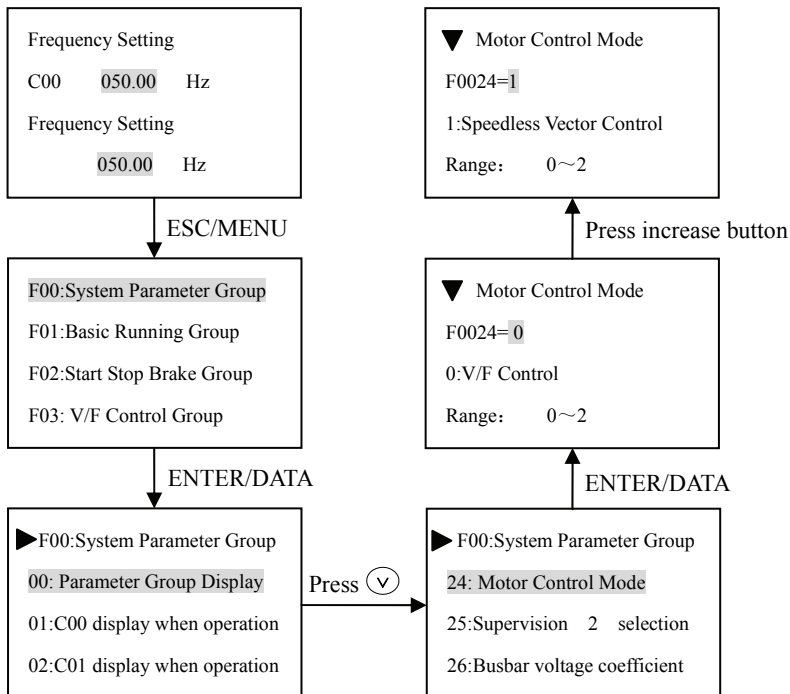 Frequency Setting
C00 050.00 Hz
Frequency Setting
050.00 Hz
ESC/MENU
F00:System Parameter Group
F01:Basic Running Group
F02:Start Stop Brake Group
F03: V/F Control Group
ENTER/DATA
▶F00:System Parameter Group
00: Parameter Group Display
01:C00 display when operation
02:C01 display when operation
Press
▶ F00:System Parameter Group
24: Motor Control Mode
25:Supervision 2 selection
26:Busbar voltage coefficient
ENTER/DATA
▼ Motor Control Mode
F0024= 0
0:V/F Control
Range： 0～2
Press increase button
▼ Motor Control Mode
F0024=1
1:Speedless Vector Control
Range： 0～2